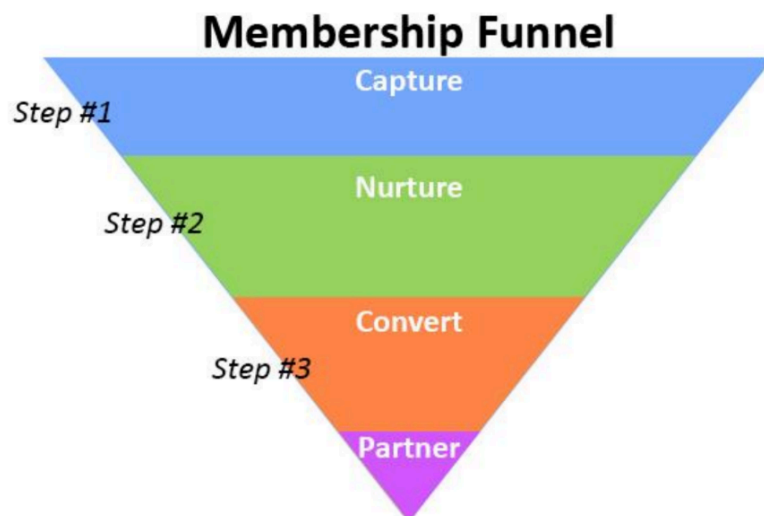 Membership Funnel
Capture
Step #1
Nurture
Step #2
Convert
Step #3
Partner